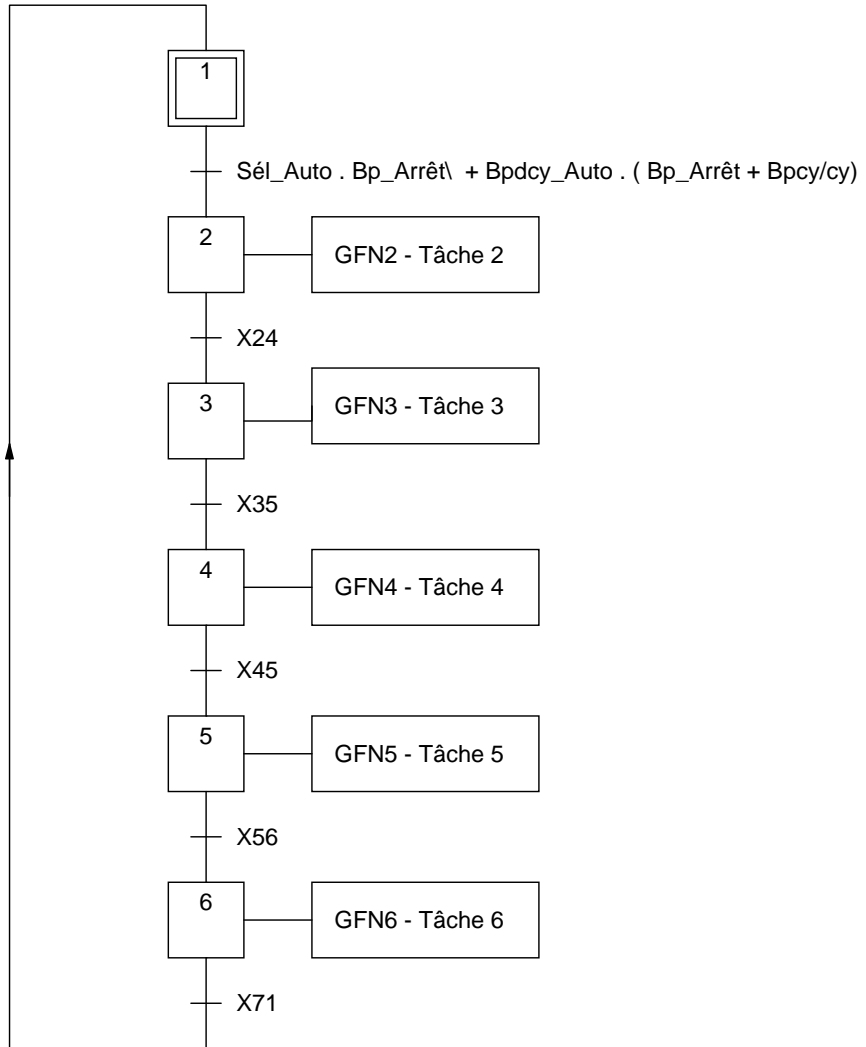 1
Sél_Auto . Bp_Arrêt\ + Bpdcy_Auto . ( Bp_Arrêt + Bpcy/cy)
2
GFN2 - Tâche 2
X24
3
GFN3 - Tâche 3
X35
4
GFN4 - Tâche 4
X45
5
GFN5 - Tâche 5
X56
6
GFN6 - Tâche 6
X71